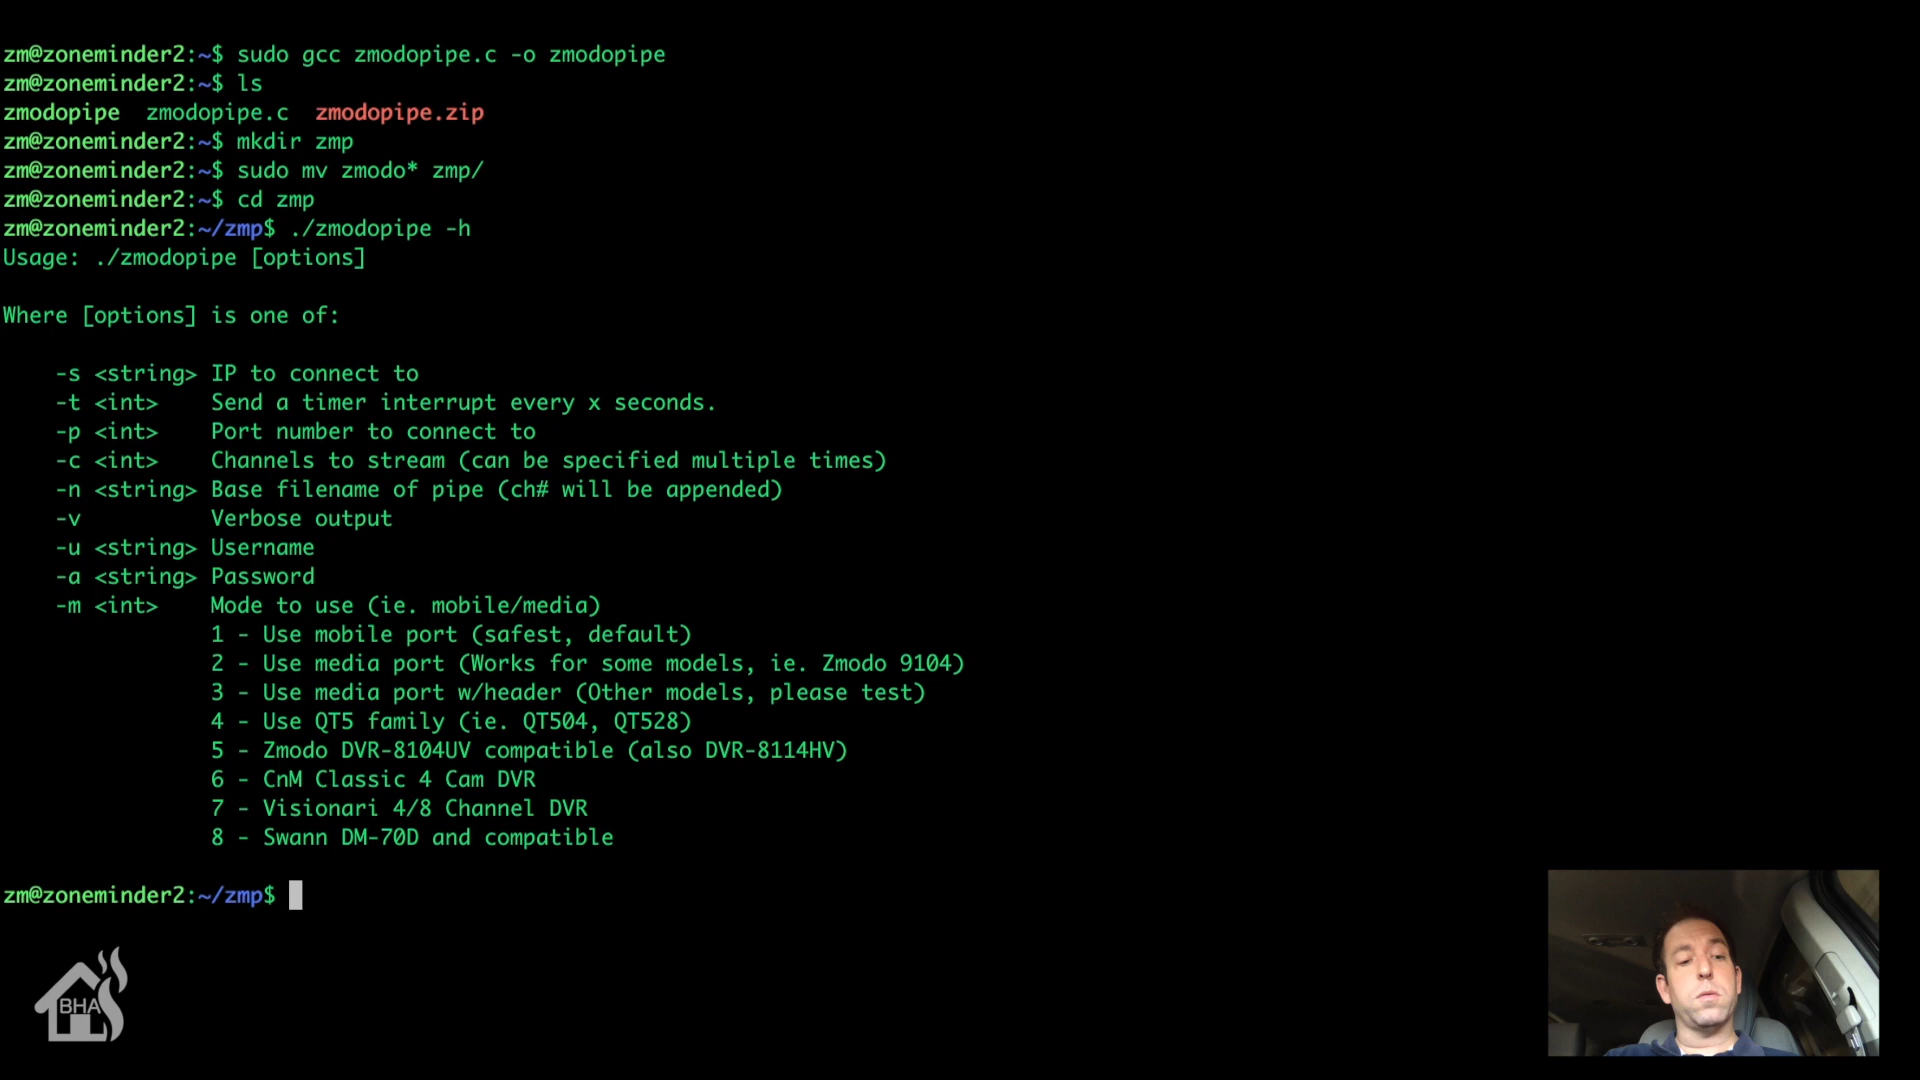 zm@zoneminder2:~$ sudo gcc zmodopipe.c -o zmodopipe
zm@zoneminder2:~$ ls
zmodopipe  zmodopipe.c  zmodopipe.zip
zm@zoneminder2:~$ mkdir zmp
zm@zoneminder2:~$ sudo mv zmodo* zmp/
zm@zoneminder2:~$ cd zmp
zm@zoneminder2:~/zmp$ ./zmodopipe -h
Usage: ./zmodopipe [options]
Where [options] is one of:
-s <string> IP to connect to
-t <int>    Send a timer interrupt every x seconds.
-p <int>    Port number to connect to
-c <int>    Channels to stream (can be specified multiple times)
-n <string> Base filename of pipe (ch# will be appended)
-v          Verbose output
-u <string> Username
-a <string> Password
-m <int>    Mode to use (ie. mobile/media)
1 - Use mobile port (safest, default)
2 - Use media port (Works for some models, ie. Zmodo 9104)
3 - Use media port w/header (Other models, please test)
4 - Use QT5 family (ie. QT504, QT528)
5 - Zmodo DVR-8104UV compatible (also DVR-8114HV)
6 - CnM Classic 4 Cam DVR
7 - Visionari 4/8 Channel DVR
8 - Swann DM-70D and compatible
zm@zoneminder2:~/zmp$
BHA